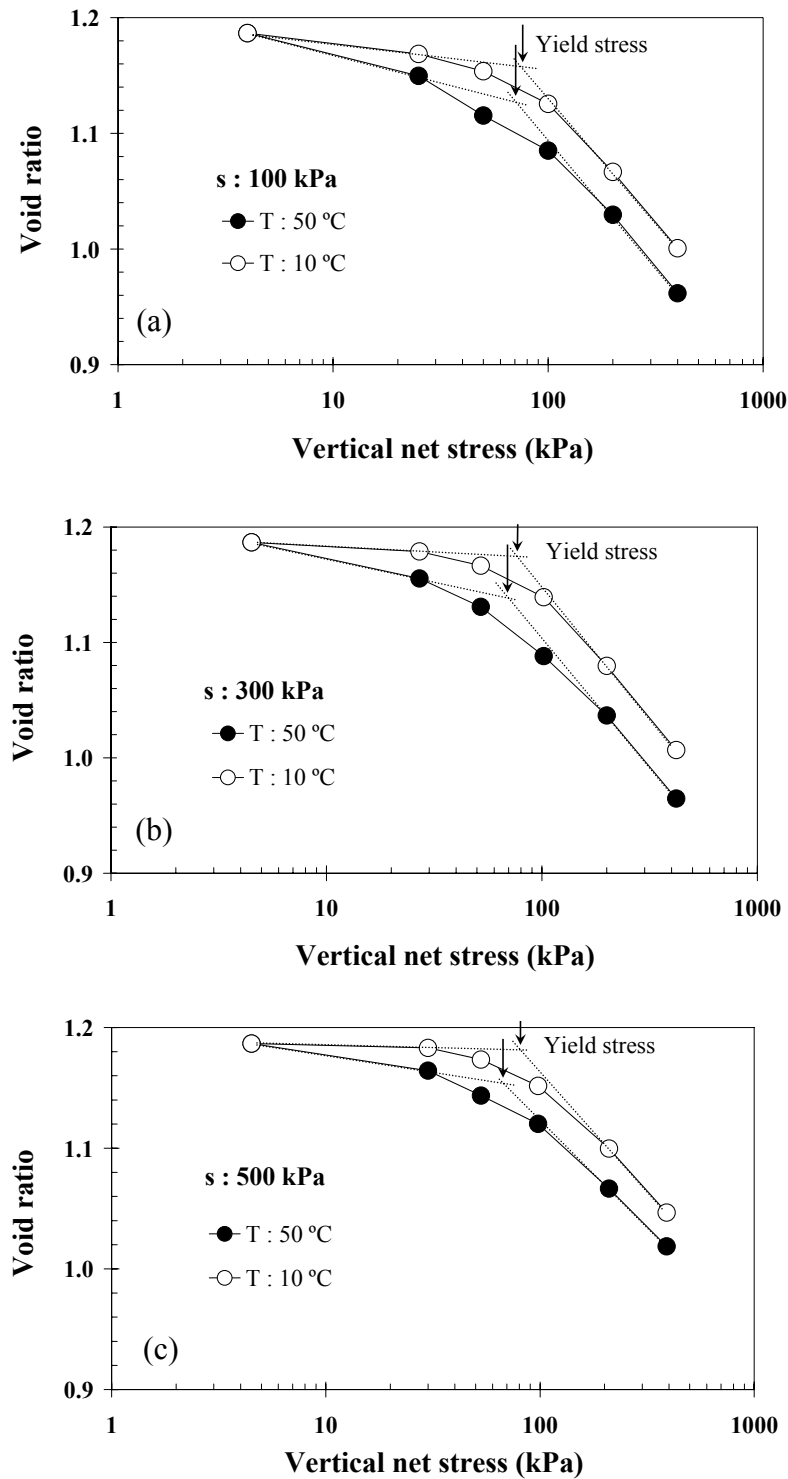 1.2
Yield stress
1.1
Void ratio
s : 100 kPa
T : 50 ºC
1.0
T : 10 ºC
(a)
0.9
1 10 100 1000
Vertical net stress (kPa)
1.2
Yield stress
1.1
Void ratio
s : 300 kPa
T : 50 ºC
1.0
T : 10 ºC
(b)
0.9
1 10 100 1000
Vertical net stress (kPa)
1.2
Yield stress
1.1
Void ratio
s : 500 kPa
T : 50 ºC
1.0
T : 10 ºC
(c)
0.9
1 10 100 1000
Vertical net stress (kPa)